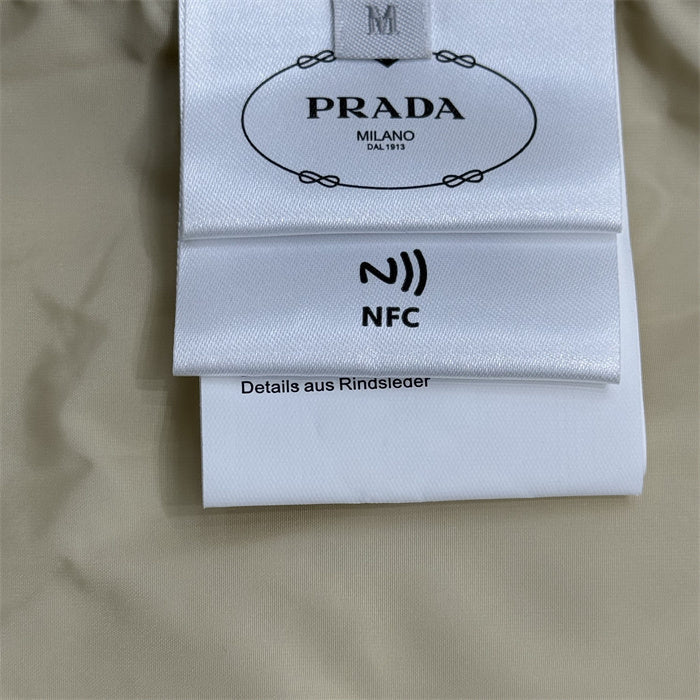 M
PRADA
MILANO
DAL 1913
NFC
Details aus Rindsleder